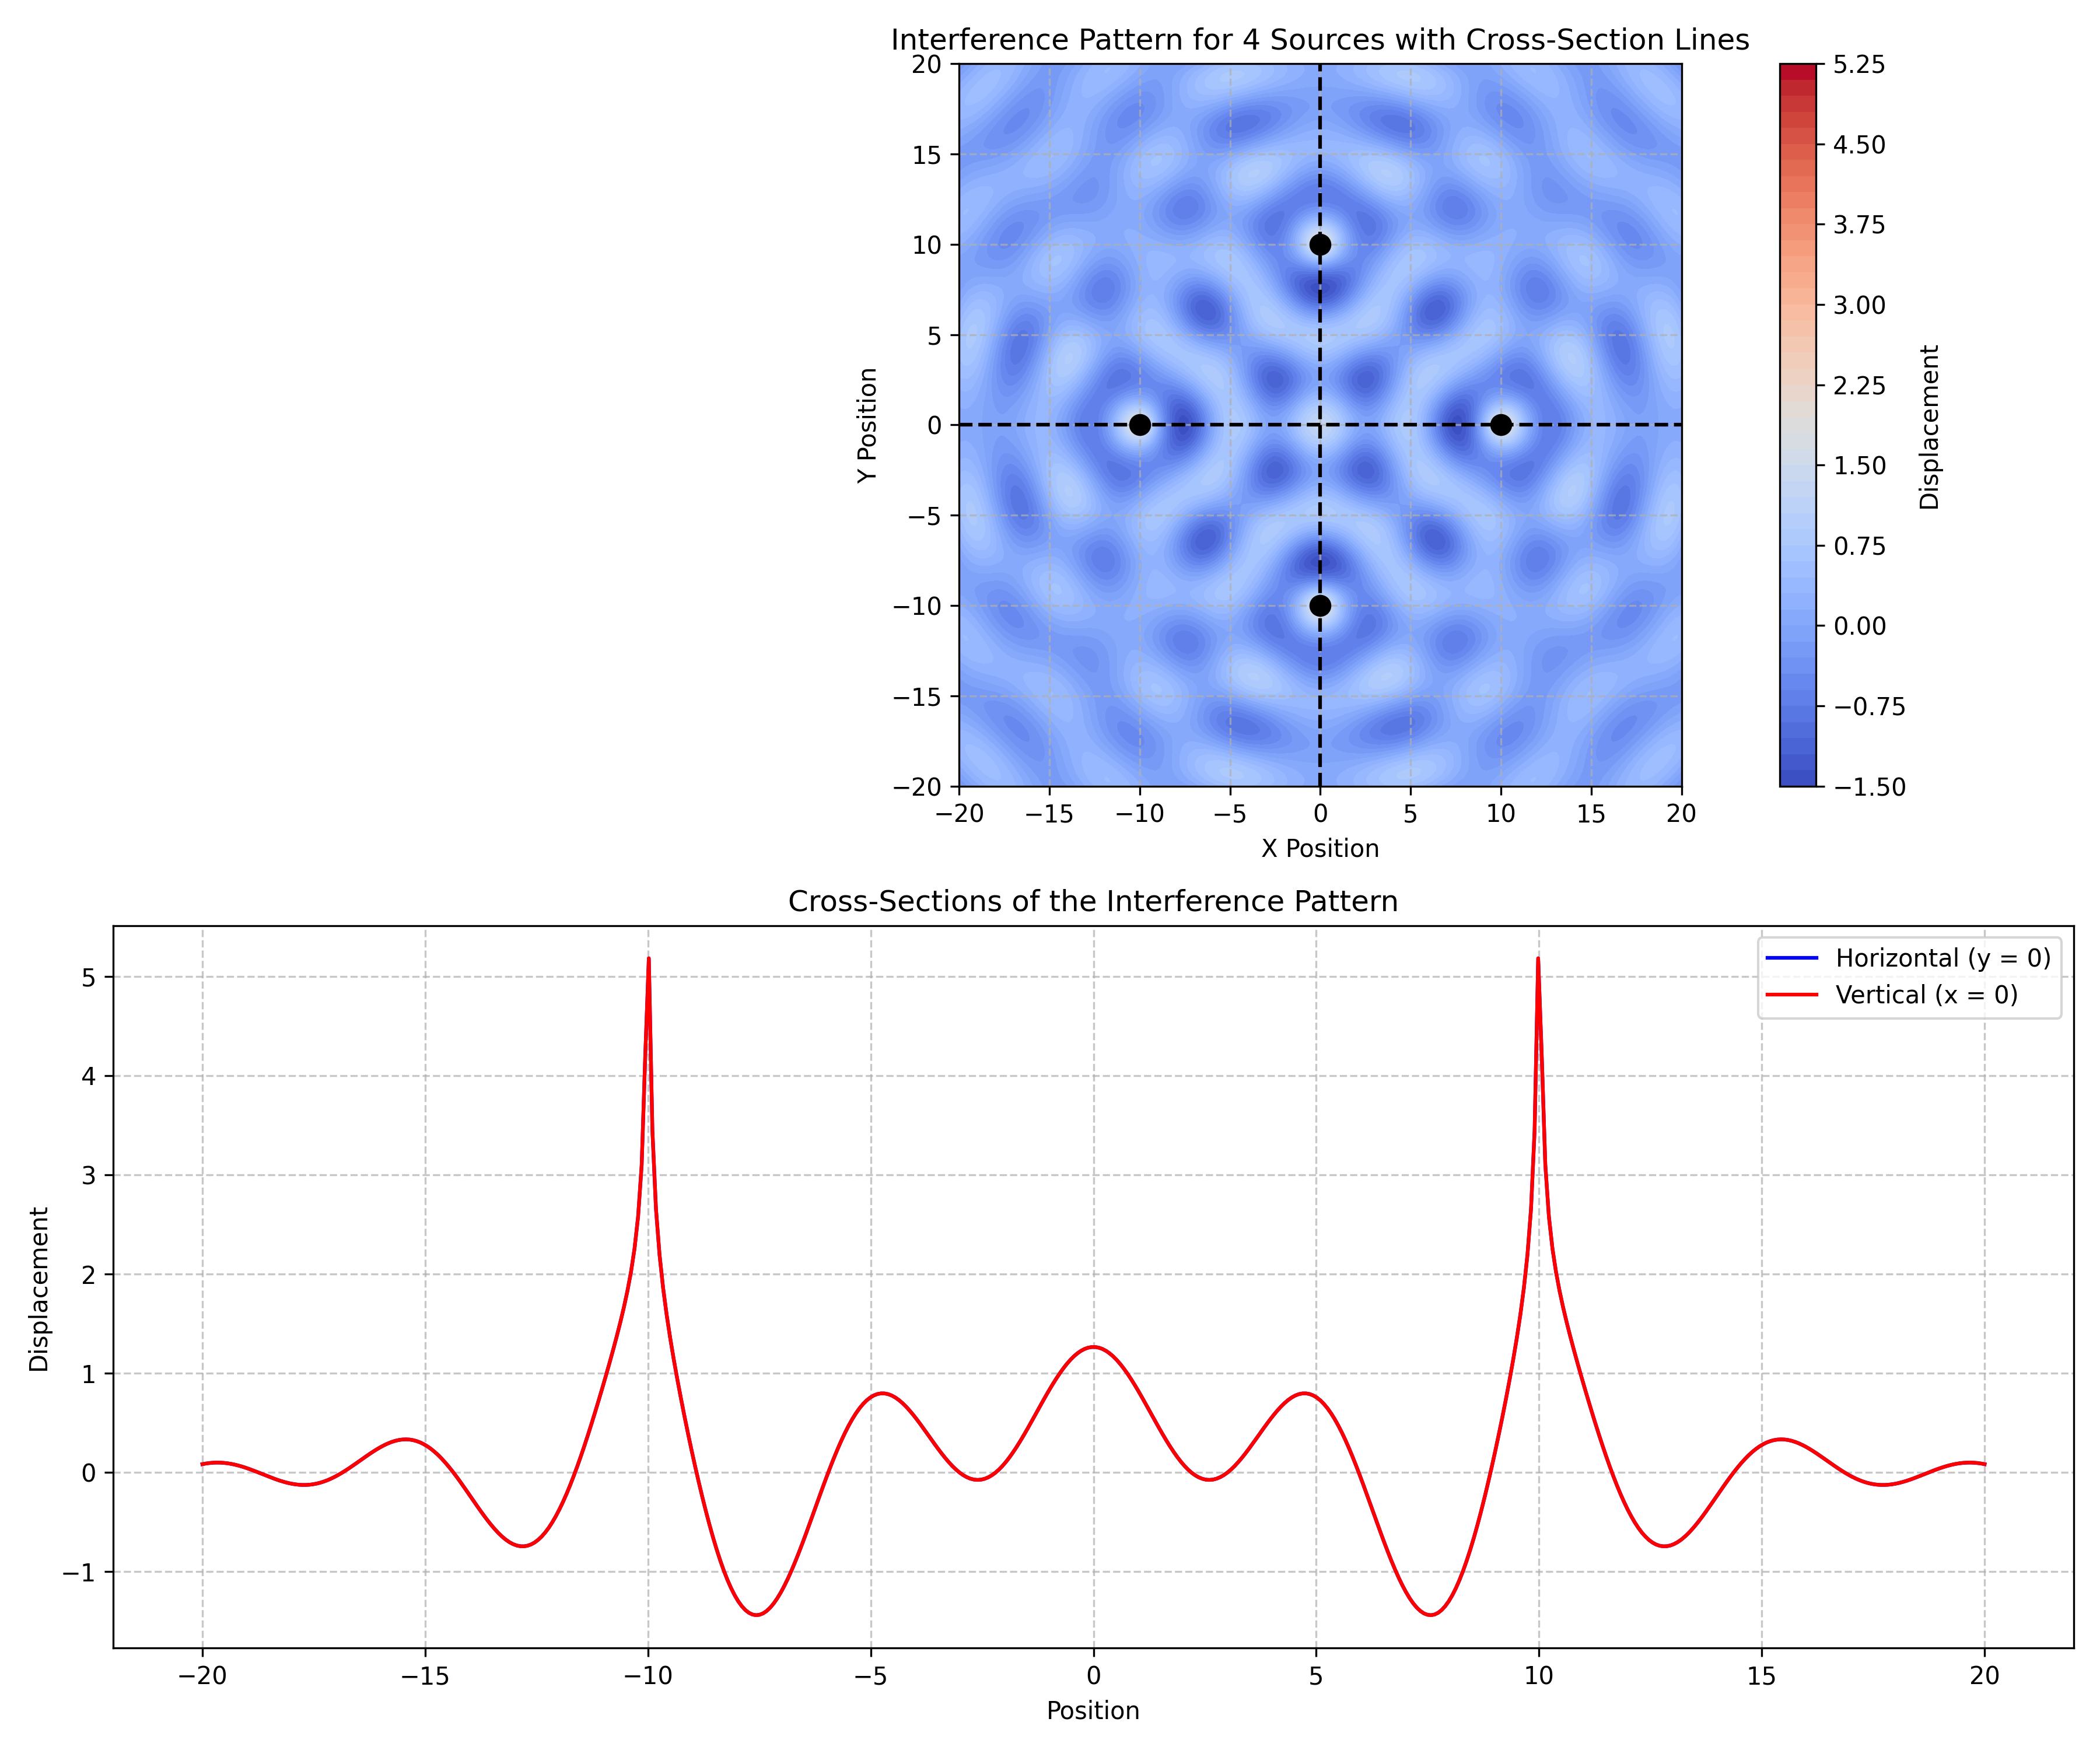 Interference Pattern for 4 Sources with Cross-Section Lines
20
15
10
5
0
−5
−10
−15
−20
Y Position
−20 −15 −10 −5 0 5 10 15 20
X Position
5.25
4.50
3.75
3.00
2.25
1.50
0.75
0.00
−0.75
−1.50
Displacement
Cross-Sections of the Interference Pattern
Horizontal (y = 0)
Vertical (x = 0)
5
4
3
2
1
0
−1
Displacement
−20 −15 −10 −5 0 5 10 15 20
Position